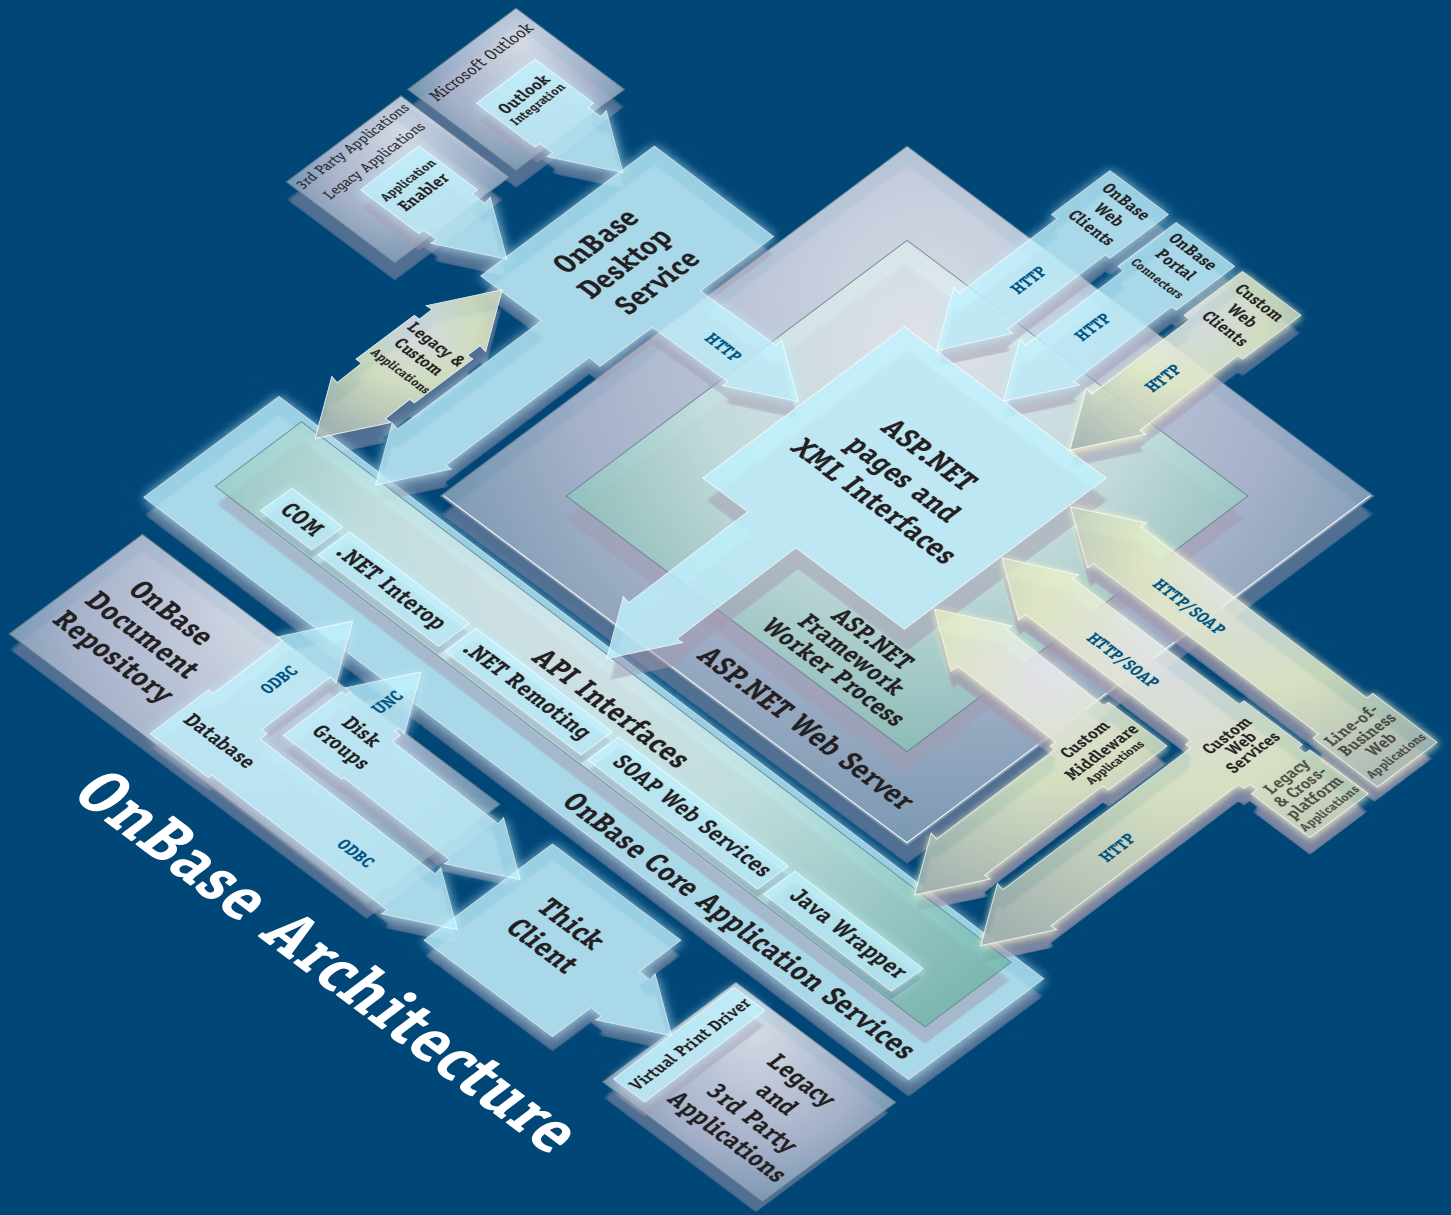 Microsoft Outlook
Outlook
Integration
3rd Party Applications
Legacy Applications
Application
Enabler
OnBase
Desktop
Service
HTTP
OnBase
Web
Clients
HTTP
OnBase
Portal
Connectors
HTTP
Custom
Web
Clients
HTTP
Legacy &
Custom
Applications
ASP.NET
pages and
XML Interfaces
ASP.NET
Framework
Worker Process
ASP.NET Web Server
HTTP/SOAP
HTTP/SOAP
Line-of-
Business
Web
Applications
Custom
Web
Services
Legacy
& Cross-
platform
Applications
Custom
Middleware
Applications
HTTP
COM
.NET Interop
.NET Remoting
SOAP Web Services
Java Wrapper
API Interfaces
OnBase Core Application Services
OnBase
Document
Repository
ODBC
UNC
Database
Disk
Groups
ODBC
Thick
Client
Virtual Print Driver
Legacy
and
3rd Party
Applications
OnBase Architecture